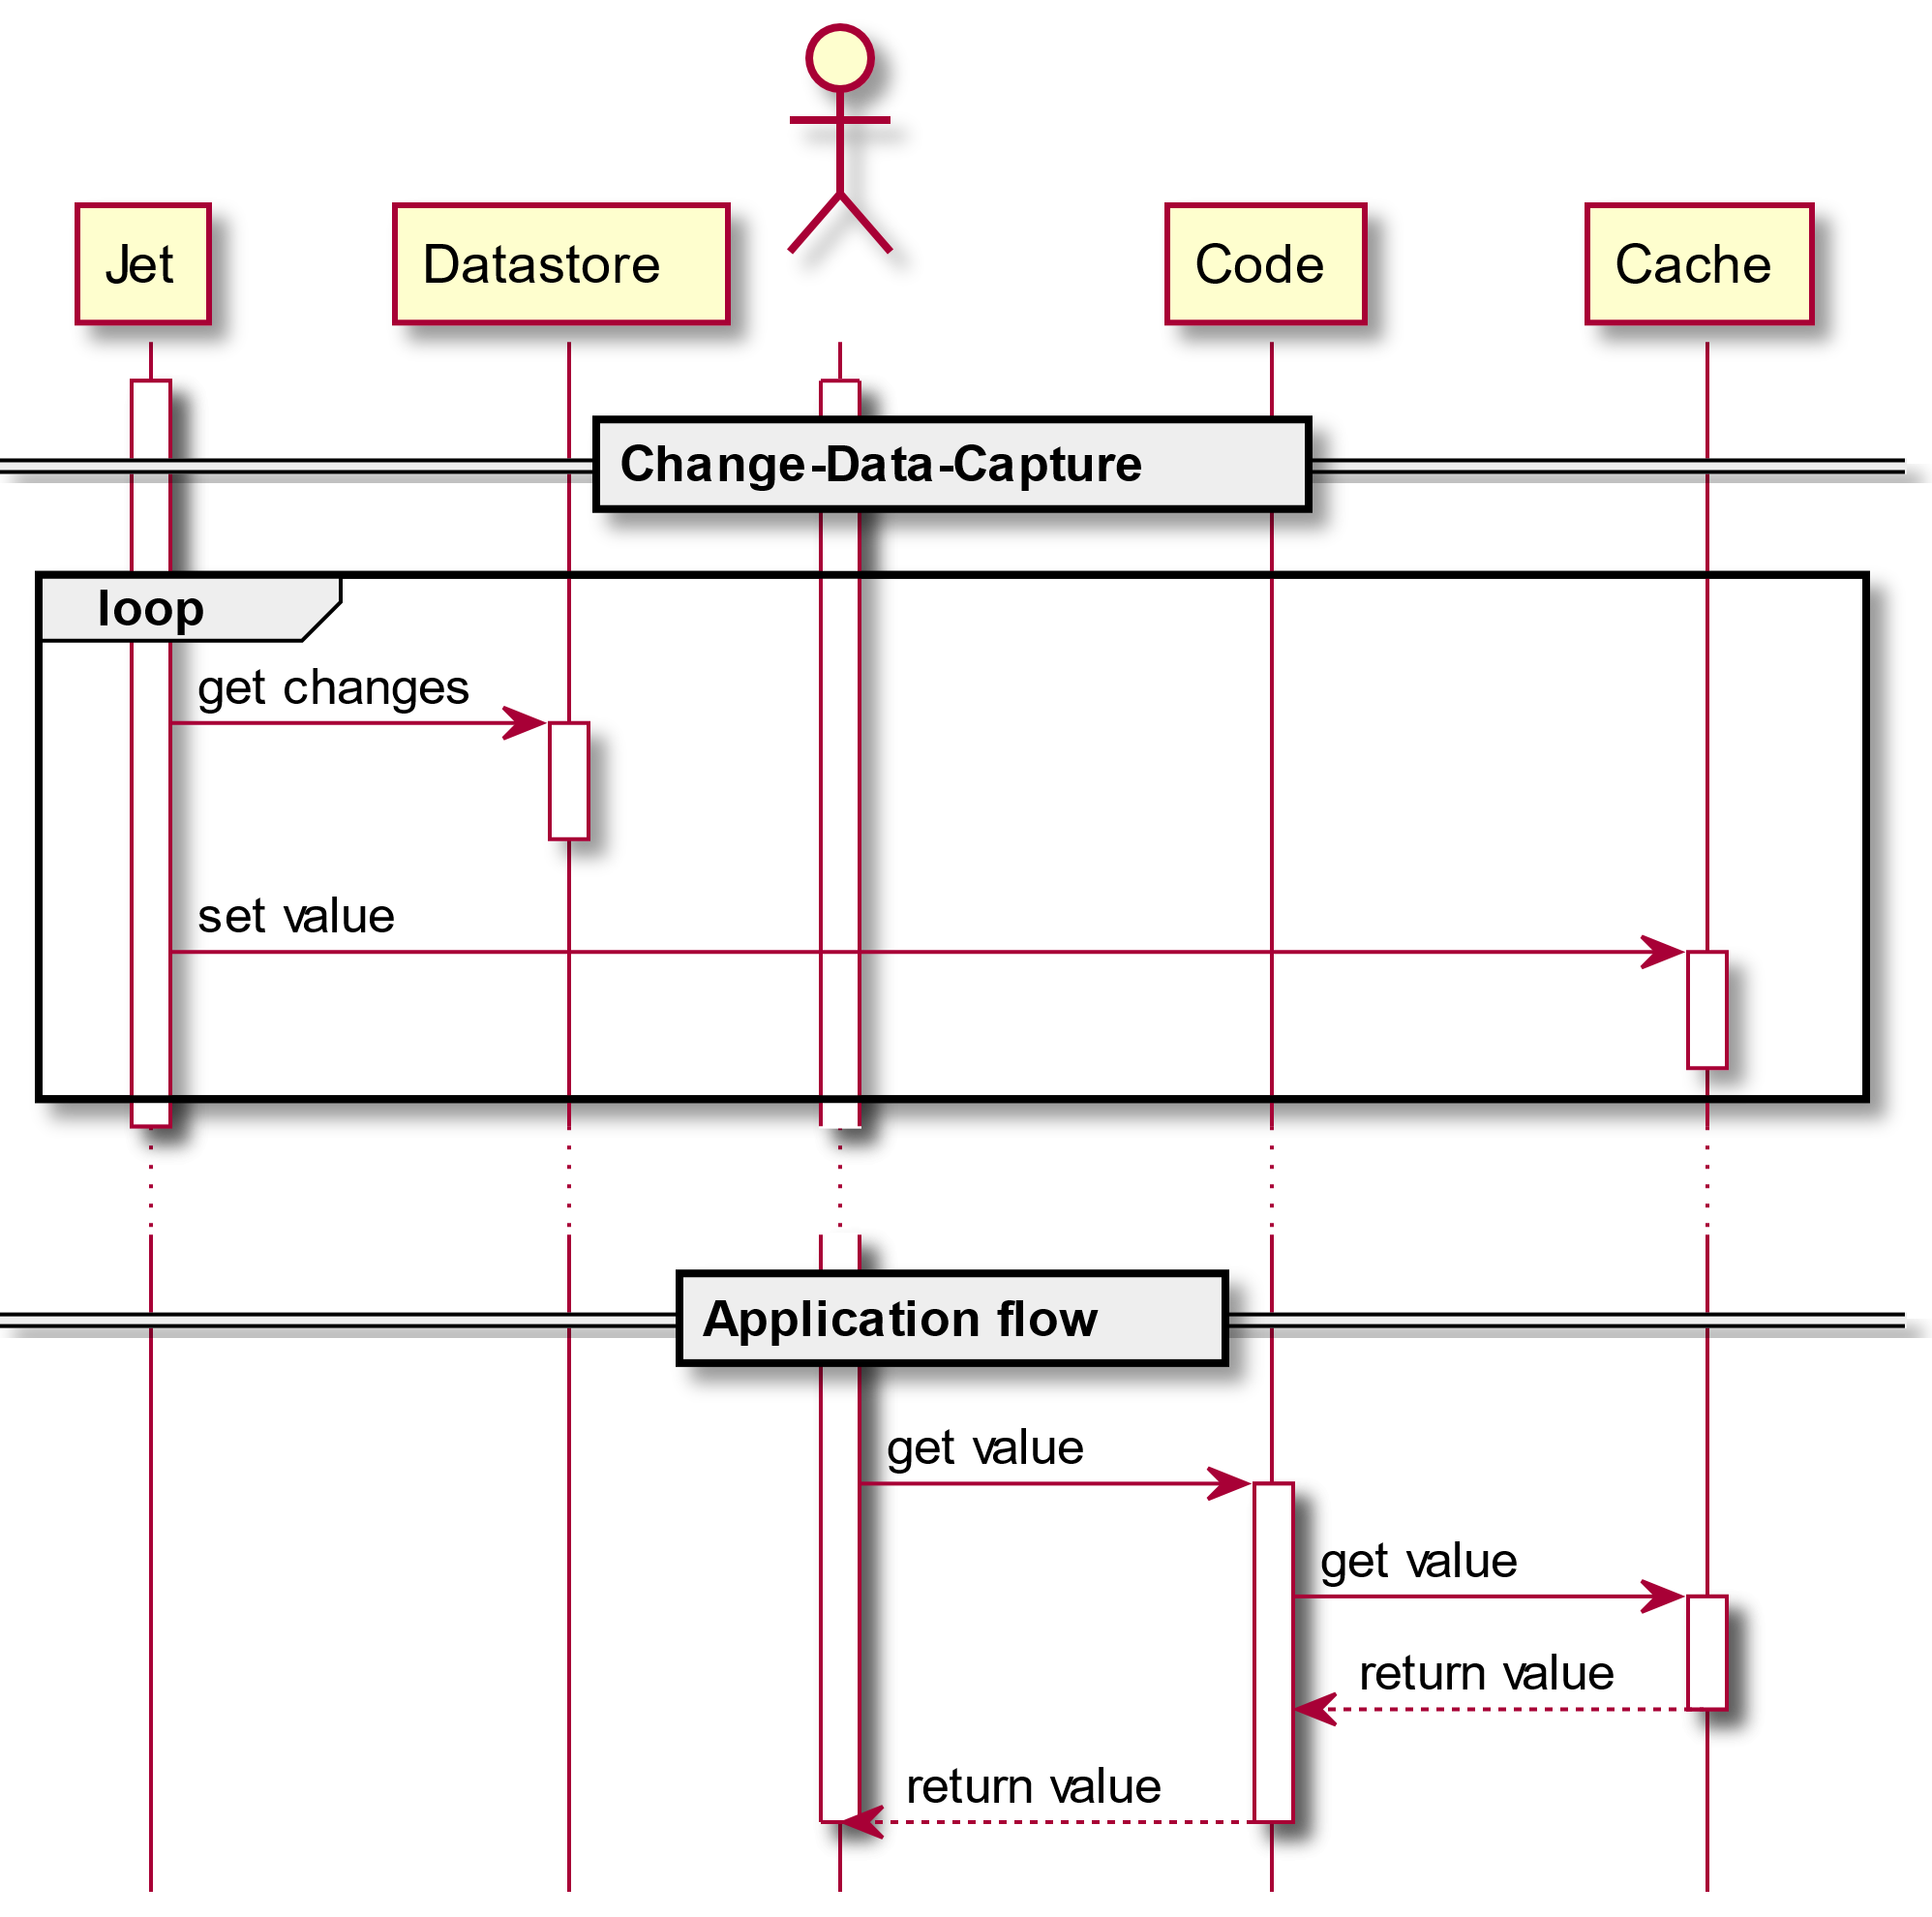 Jet
Datastore
Code
Cache
Change-Data-Capture
loop
get changes
set value
Application flow
get value
get value
return value
return value